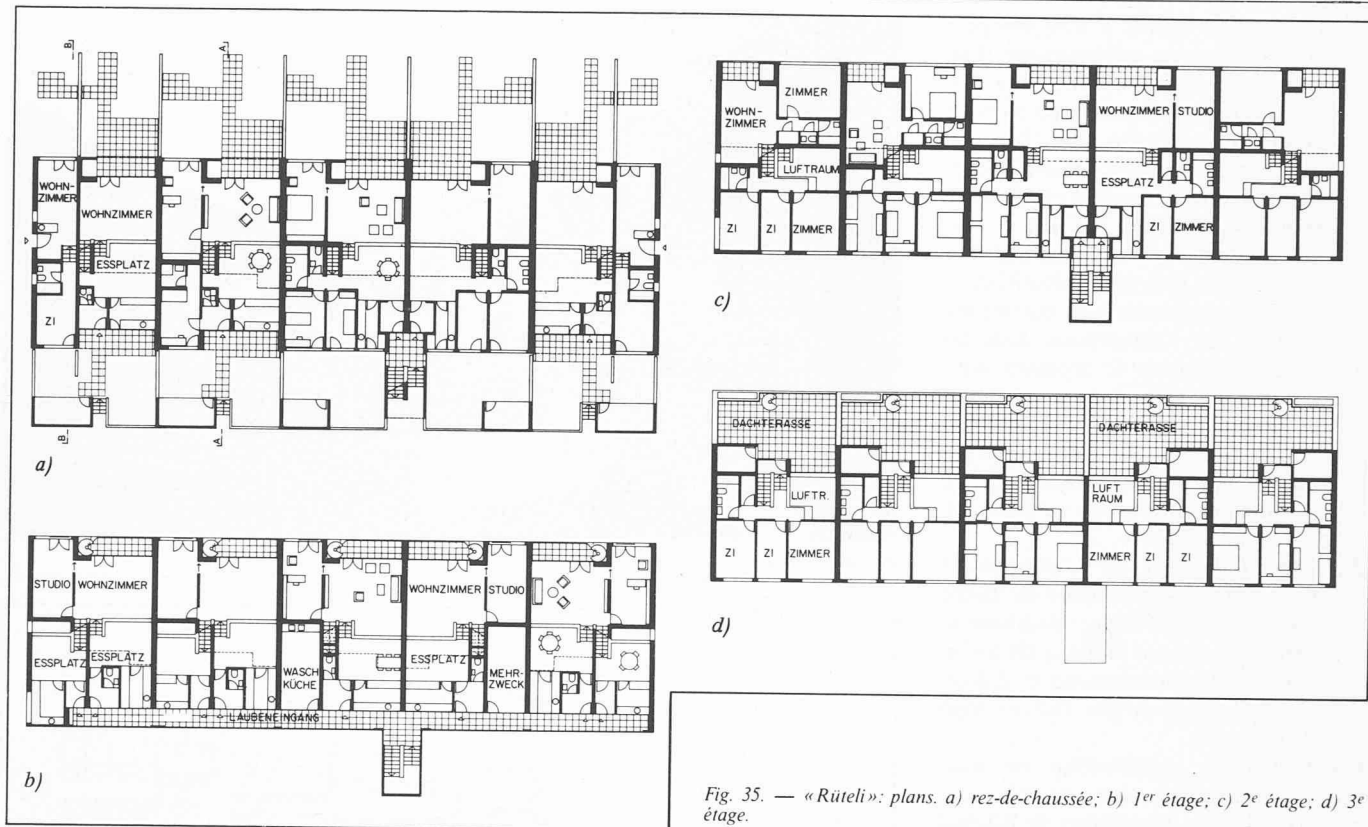 B
A
WOHN-
ZIMMER
WOHNZIMMER
ESSPLATZ
ZI
B
A
a)
STUDIO
WOHNZIMMER
WOHNZIMMER
STUDIO
ESSPLATZ
ESSPLATZ
WASCH
KÜCHE
ESSPLATZ
MEHR-
ZWECK
LAUBENEINGANG
b)
WOHN-
ZIMMER
ZIMMER
WOHNZIMMER
STUDIO
LUFTRAUM
ESSPLATZ
ZI
ZI
ZIMMER
ZI
ZIMMER
c)
DACHTERASSE
DACHTERASSE
LUFTR.
LUFT
RAUM
ZI
ZI
ZIMMER
ZIMMER
ZI
ZI
d)
Fig. 35. — «Rüteli»: plans. a) rez-de-chaussée; b) 1er étage; c) 2e étage; d) 3e
étage.